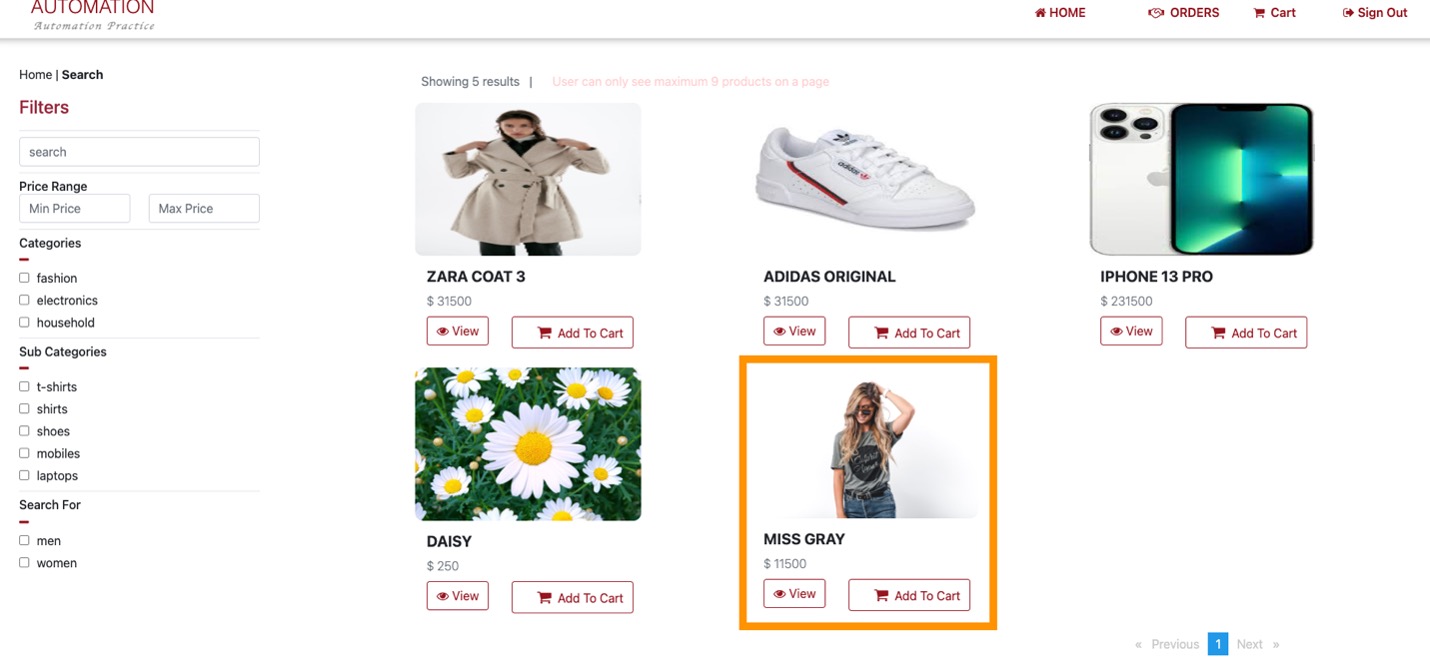 AUTOMATION
Automation Practice
HOME
ORDERS
Cart
Sign Out
Home | Search
Filters
search
Price Range
Min Price
Max Price
Categories
fashion
electronics
household
Sub Categories
t-shirts
shirts
shoes
mobiles
laptops
Search For
men
women
Showing 5 results |
User can only see maximum 9 products on a page
ZARA COAT 3
$ 31500
View
Add To Cart
adidas
ADIDAS ORIGINAL
$ 31500
View
Add To Cart
IPHONE 13 PRO
$ 231500
View
Add To Cart
DAISY
$ 250
View
Add To Cart
MISS GRAY
$ 11500
View
Add To Cart
« Previous 1 Next »